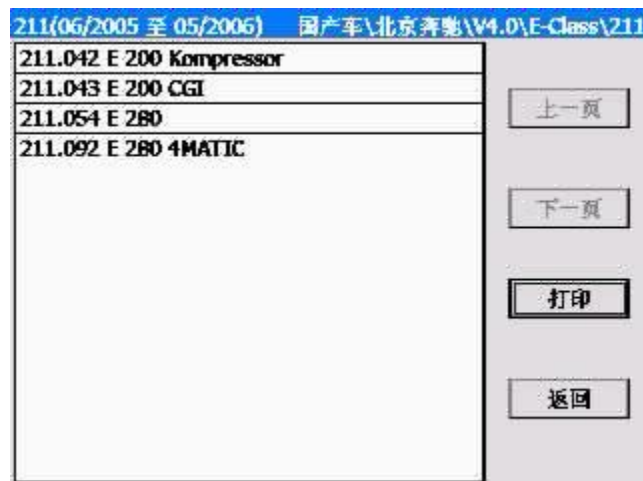 211(06/2005 至 05/2006) 国产车\北京奔驰\V4.0\E-Class\211
211.042 E 200 Kompressor
211.043 E 200 CGI
211.054 E 280
211.092 E 280 4MATIC
上一页
下一页
打印
返回